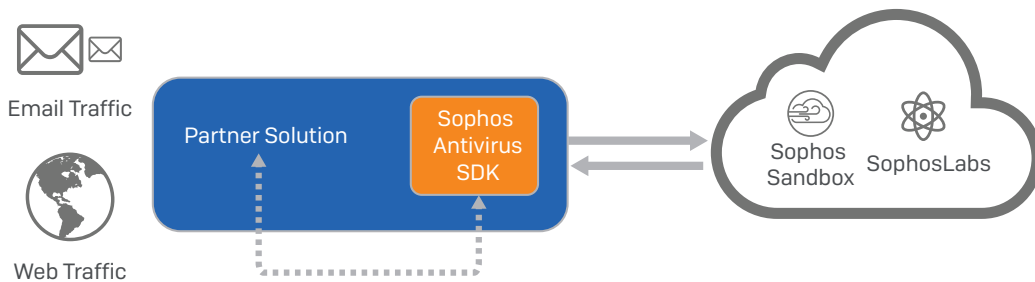 Email Traffic
Web Traffic
Partner Solution
Sophos
Antivirus
SDK
Sophos
Sandbox
SophosLabs